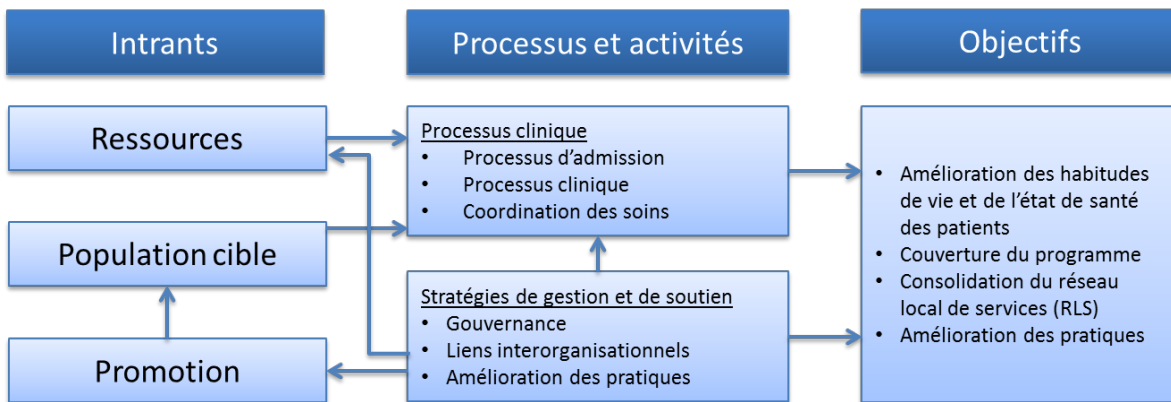 Intrants
Processus et activités
Objectifs
Ressources
Population cible
Promotion
Processus clinique
• Processus d'admission
• Processus clinique
• Coordination des soins
Stratégies de gestion et de soutien
• Gouvernance
• Liens interorganisationnels
• Amélioration des pratiques
• Amélioration des habitudes
de vie et de l'état de santé
des patients
• Couverture du programme
• Consolidation du réseau
local de services (RLS)
• Amélioration des pratiques